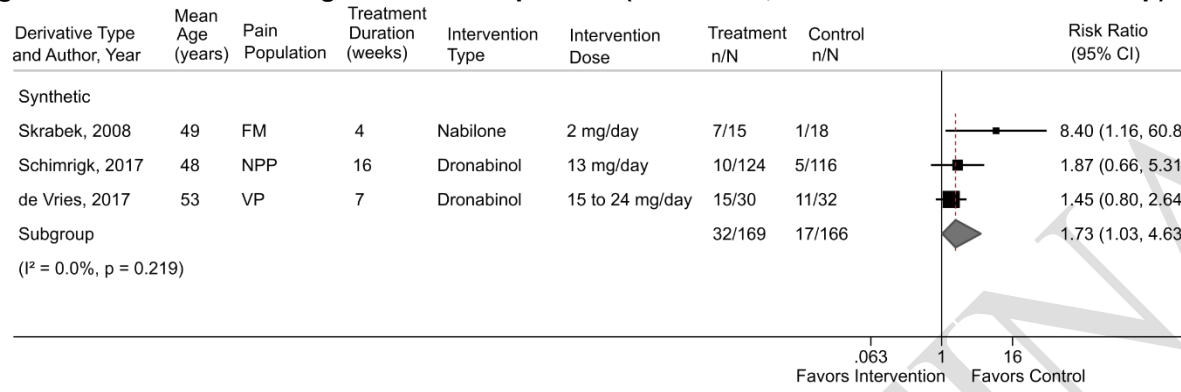 Derivative Type and Author, Year Mean Age (years) Pain Population Treatment Duration (weeks) Intervention Type Intervention Dose Treatment n/N Control n/N Risk Ratio (95% CI)
Synthetic
Skrabek, 2008 49 FM 4 Nabilone 2 mg/day 7/15 1/18 8.40 (1.16, 60.8
Schimrigk, 2017 48 NPP 16 Dronabinol 13 mg/day 10/124 5/116 1.87 (0.66, 5.31
de Vries, 2017 53 VP 7 Dronabinol 15 to 24 mg/day 15/30 11/32 1.45 (0.80, 2.64
Subgroup 32/169 17/166 1.73 (1.03, 4.63
(I² = 0.0%, p = 0.219)
.063 1 16
Favors Intervention Favors Control